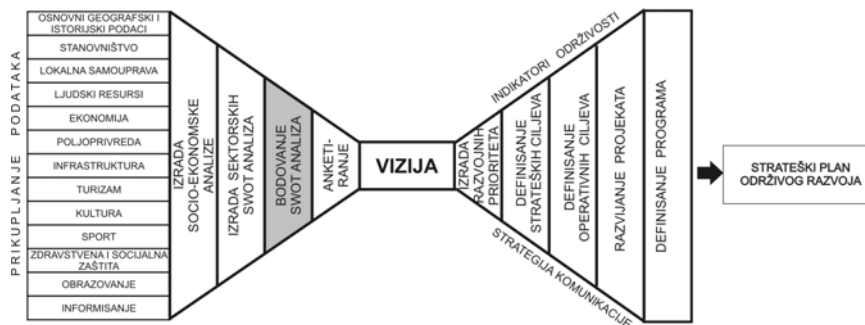 PRIKUPLJANJE PODATAKA
OSNOVNI GEOGRAFSKI I
ISTORIJSKI PODACI
STANOVNIŠTVO
LOKALNA SAMOUPRAVA
LJUDSKI RESURSI
EKONOMIJA
POLJOPRIVREDA
INFRASTRUKTURA
TURIZAM
KULTURA
SPORT
ZDRAVSTVENA I SOCIJALNA
ZAŠTITA
OBRAZOVANJE
INFORMISANJE
IZRADA
SOCIO-EKONOMSKE
ANALIZE
IZRADA SEKTORSKIH
SWOT ANALIZA
BODOVANJE
SWOT ANALIZA
ANKETI-
RANJE
VIZIJA
INDIKATORI ODRŽIVOSTI
IZRADA
RAZVOJNIH
PRIORITETA
DEFINISANJE
STRATEŠKIH CILJEVA
DEFINISANJE
OPERATIVNIH CILJEVA
RAZVIJANJE PROJEKATA
DEFINISANJE PROGRAMA
STRATEGIJA KOMUNIKACIJE
STRATEŠKI PLAN
ODRŽIVOG RAZVOJA